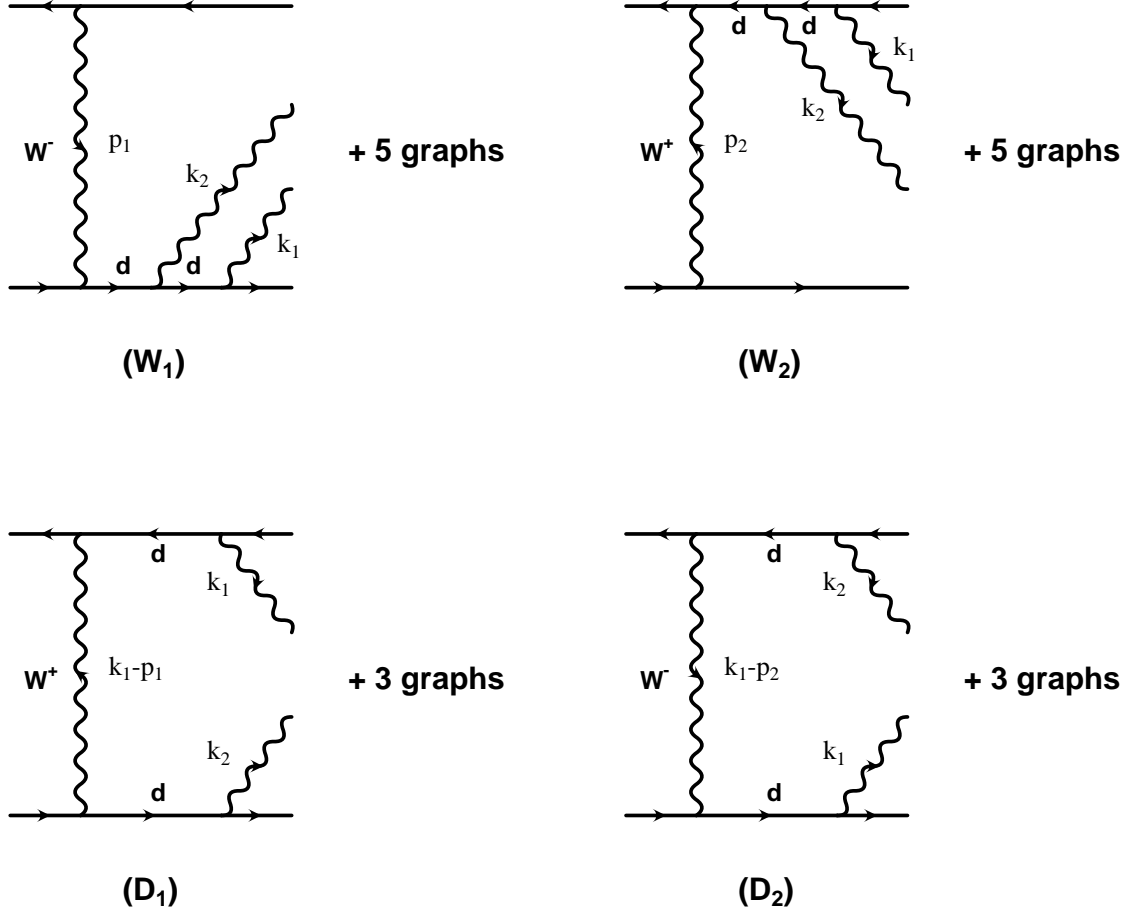 W⁻ p₁ k₂ k₁ d d + 5 graphs
(W₁)
d d k₁ k₂ W⁺ p₂ + 5 graphs
(W₂)
d k₁ W⁺ k₁-p₁ + 3 graphs k₂ d
(D₁)
d k₂ W⁻ k₁-p₂ + 3 graphs k₁ d
(D₂)